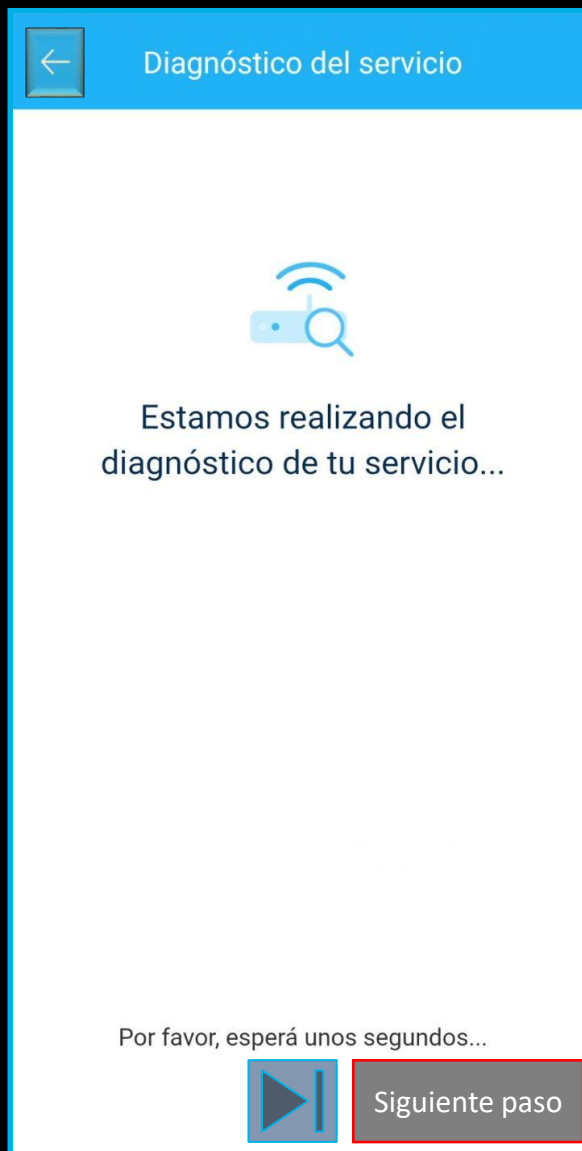 Diagnóstico del servicio
Estamos realizando el
diagnóstico de tu servicio...
Por favor, esperá unos segundos...
Siguiente paso